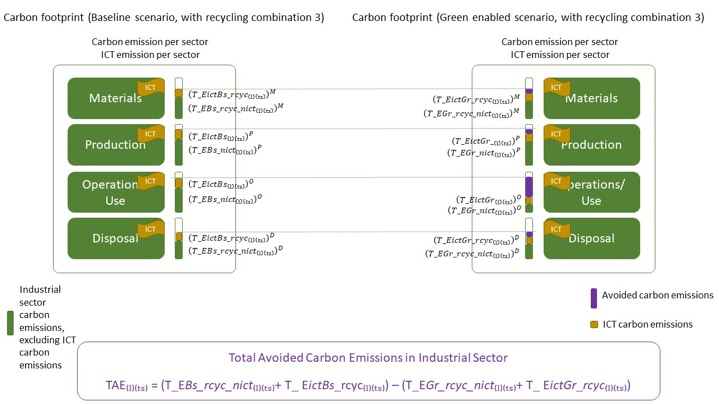 Carbon footprint (Baseline scenario, with recycling combination 3)
Carbon footprint (Green enabled scenario, with recycling combination 3)
Carbon emission per sector
ICT emission per sector
Carbon emission per sector
ICT emission per sector
Materials
ICT
(T_EictBs_rcyc(I)(ts))^M
(T_EBs_rcyc_nict(I)(ts))^M
Production
ICT
(T_EictBs(I)(ts))^P
(T_EBs_nict(I)(ts))^P
Operation
Use
ICT
(T_EictBs(I)(ts))^O
(T_EBs_nict(I)(ts))^O
Disposal
ICT
(T_EictBs_rcyc(I)(ts))^D
(T_EBs_rcyc_nict(I)(ts))^D
(T_EictGr_rcyc(I)(ts))^M
(T_EGr_rcyc_nict(I)(ts))^M
ICT
Materials
(T_EictGr_(I)(ts))^P
(T_EGr_nict(I)(ts))^P
ICT
Production
(T_EictGr(I)(ts))^O
(T_EGr_nict(I)(ts))^O
ICT
perations/
Use
(T_EictGr_rcyc(I)(ts))^D
(T_EGr_rcyc_nict(I)(ts))^D
ICT
Disposal
Industrial
sector
carbon
emissions,
excluding ICT
carbon
emissions
Avoided carbon emissions
ICT carbon emissions
Total Avoided Carbon Emissions in Industrial Sector
TAE(I)(ts) = (T_EBs_rcyc_nict(I)(ts)+ T_ EictBs_rcyc(I)(ts)) – (T_EGr_rcyc_nict(I)(ts)+ T_ EictGr_rcyc(I)(ts))